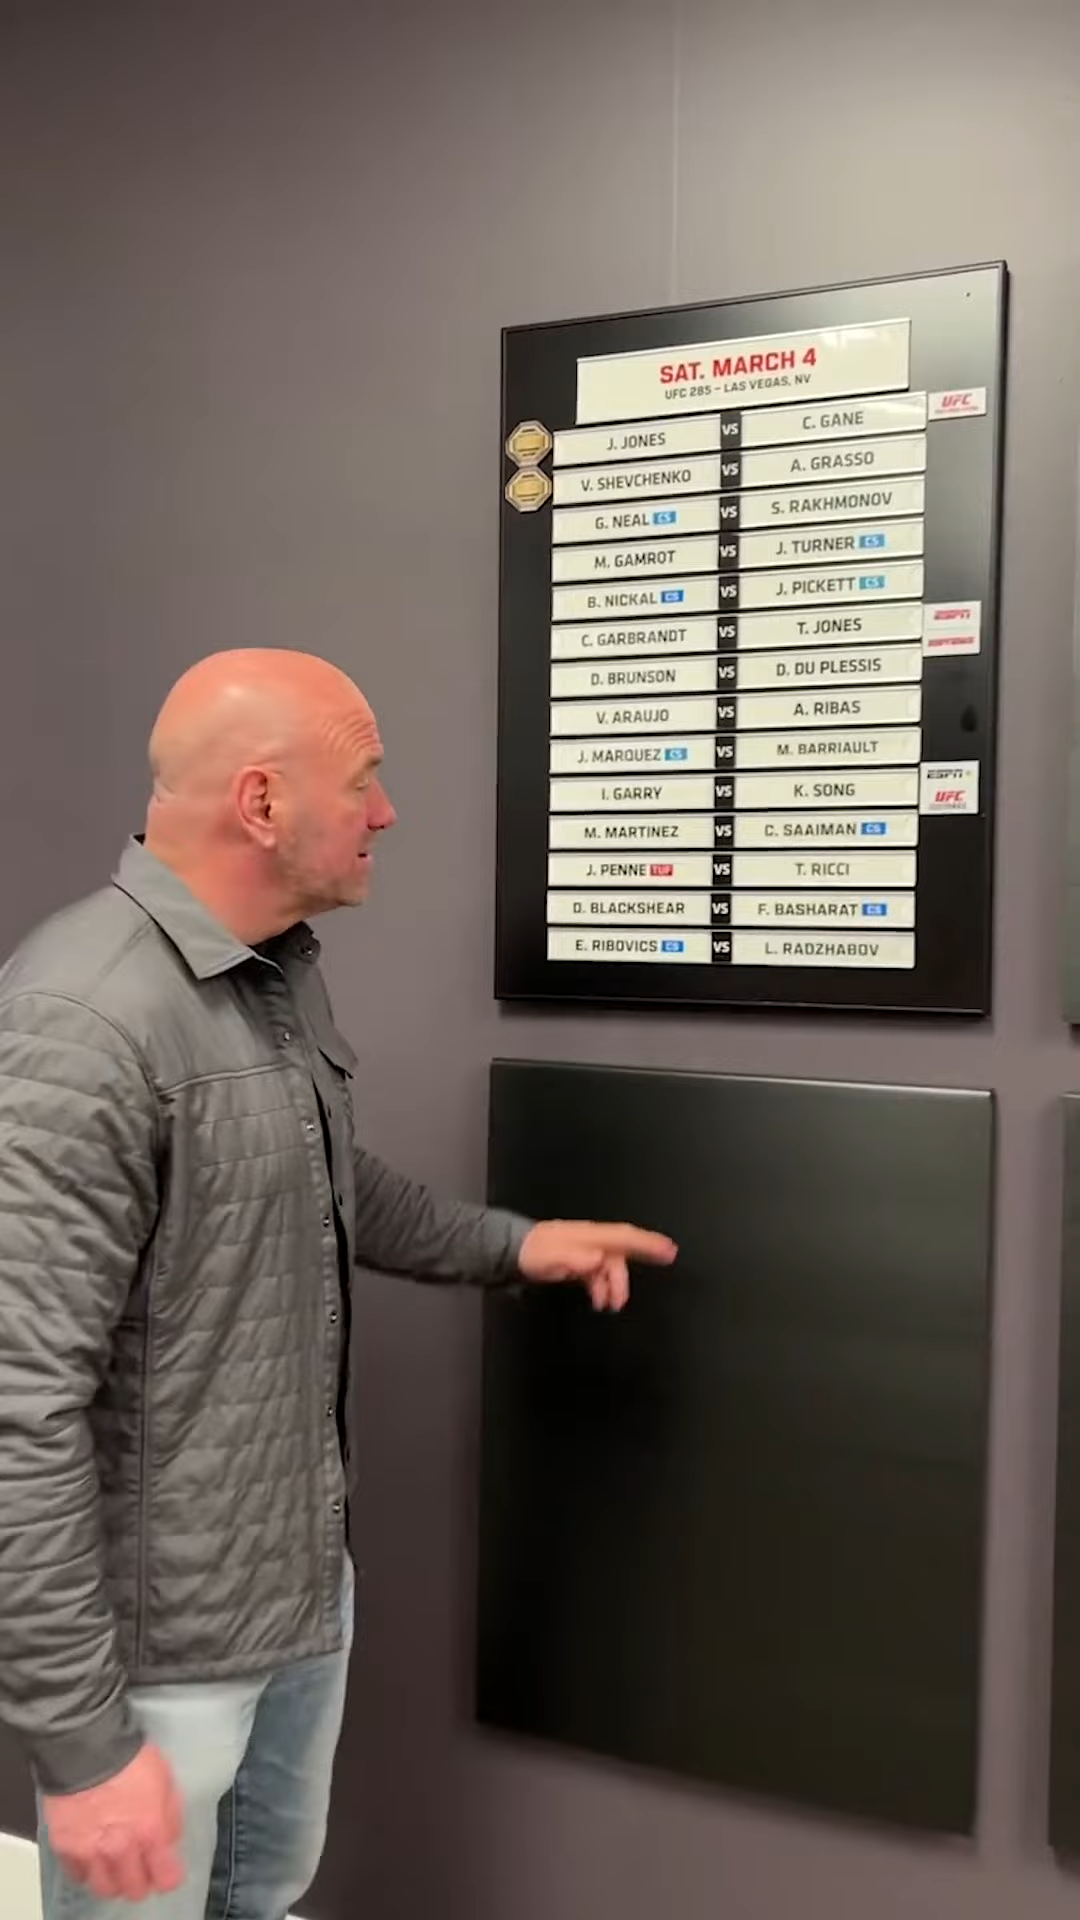 SAT. MARCH 4
UFC 285 – LAS VEGAS, NV
UFC
J. JONES VS C. GANE
V. SHEVCHENKO VS A. GRASSO
G. NEAL CS VS S. RAKHMONOV
M. GAMROT VS J. TURNER CS
B. NICKAL CS VS J. PICKETT CS
C. GARBRANDT VS T. JONES
ESPN
D. BRUNSON VS D. DU PLESSIS
V. ARAUJO VS A. RIBAS
J. MARQUEZ CS VS M. BARRIAULT
I. GARRY VS K. SONG
ESPN+
UFC
M. MARTINEZ VS C. SAAIMAN CS
J. PENNE TUF VS T. RICCI
D. BLACKSHEAR VS F. BASHARAT CS
E. RIBOVICS CS VS L. RADZHABOV